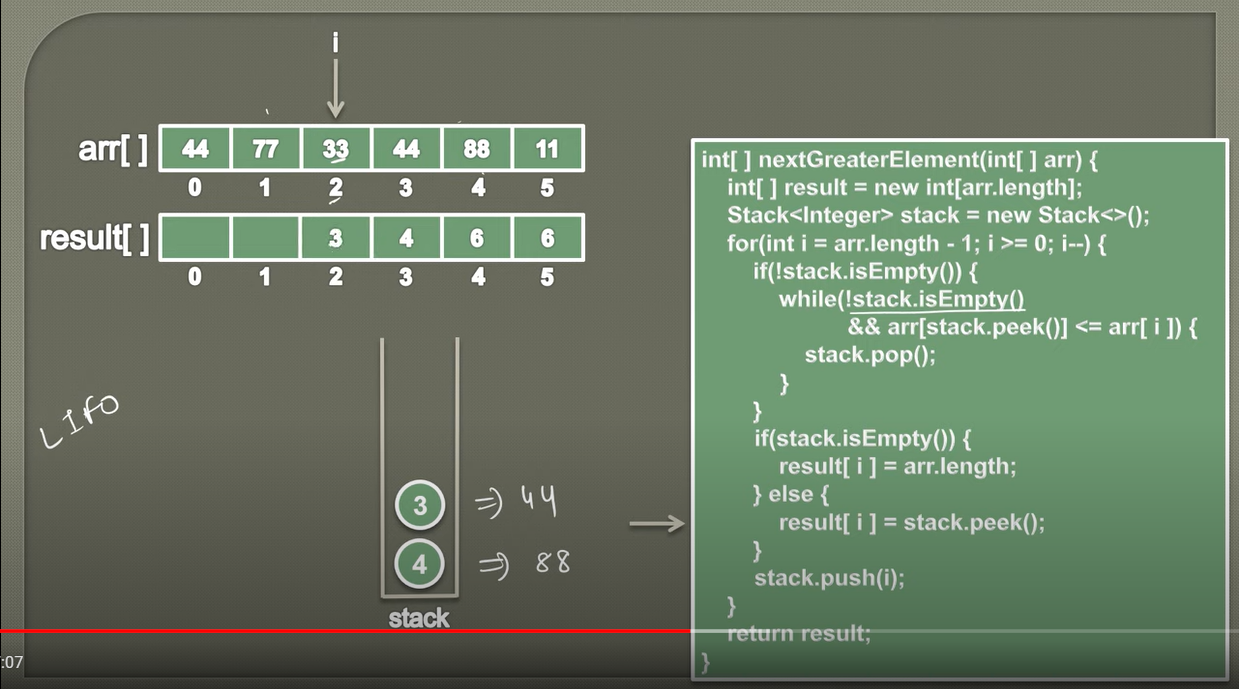 i
arr[ ] 44 77 33 44 88 11
0 1 2 3 4 5
result[ ] 3 4 6 6
0 1 2 3 4 5
LIFO
3 => 44
4 => 88
stack
:07
int[ ] nextGreaterElement(int[ ] arr) {
int[ ] result = new int[arr.length];
Stack<Integer> stack = new Stack<>();
for(int i = arr.length - 1; i >= 0; i--) {
if(!stack.isEmpty()) {
while(!stack.isEmpty()
&& arr[stack.peek()] <= arr[ i ]) {
stack.pop();
}
}
if(stack.isEmpty()) {
result[ i ] = arr.length;
} else {
result[ i ] = stack.peek();
}
stack.push(i);
}
return result;
}